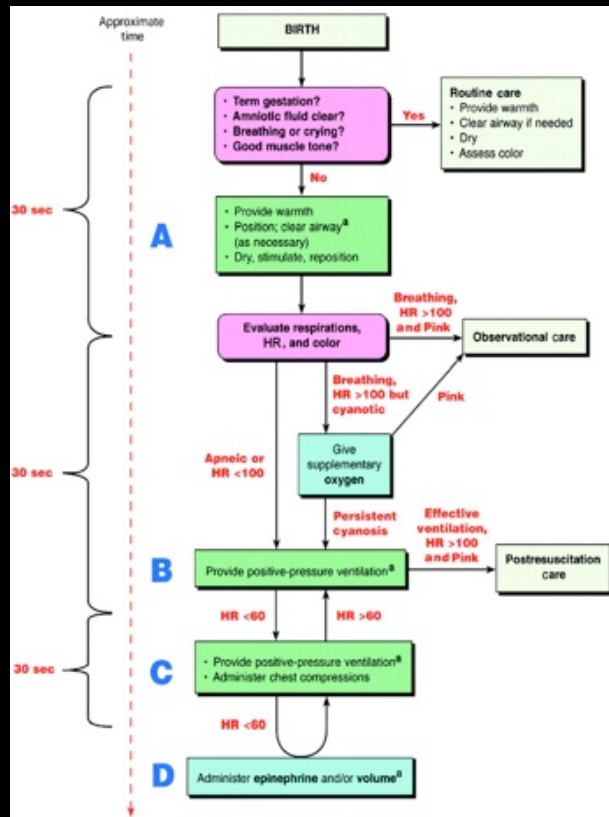 Approximate
time
BIRTH
• Term gestation?
• Amniotic fluid clear?
• Breathing or crying?
• Good muscle tone?
Yes
Routine care
• Provide warmth
• Clear airway if needed
• Dry
• Assess color
No
30 sec
A
• Provide warmth
• Position; clear airwayᵃ
(as necessary)
• Dry, stimulate, reposition
Evaluate respirations,
HR, and color
Breathing,
HR >100
and Pink
Observational care
Breathing,
HR >100 but
cyanotic
Pink
30 sec
Apneic or
HR <100
Give
supplementary
oxygen
Persistent
cyanosis
Effective
ventilation,
HR >100
and Pink
B
Provide positive-pressure ventilationᵃ
Postresuscitation
care
HR <60
HR >60
30 sec
C
• Provide positive-pressure ventilationᵃ
• Administer chest compressions
HR <60
D
Administer epinephrine and/or volumeᵃ